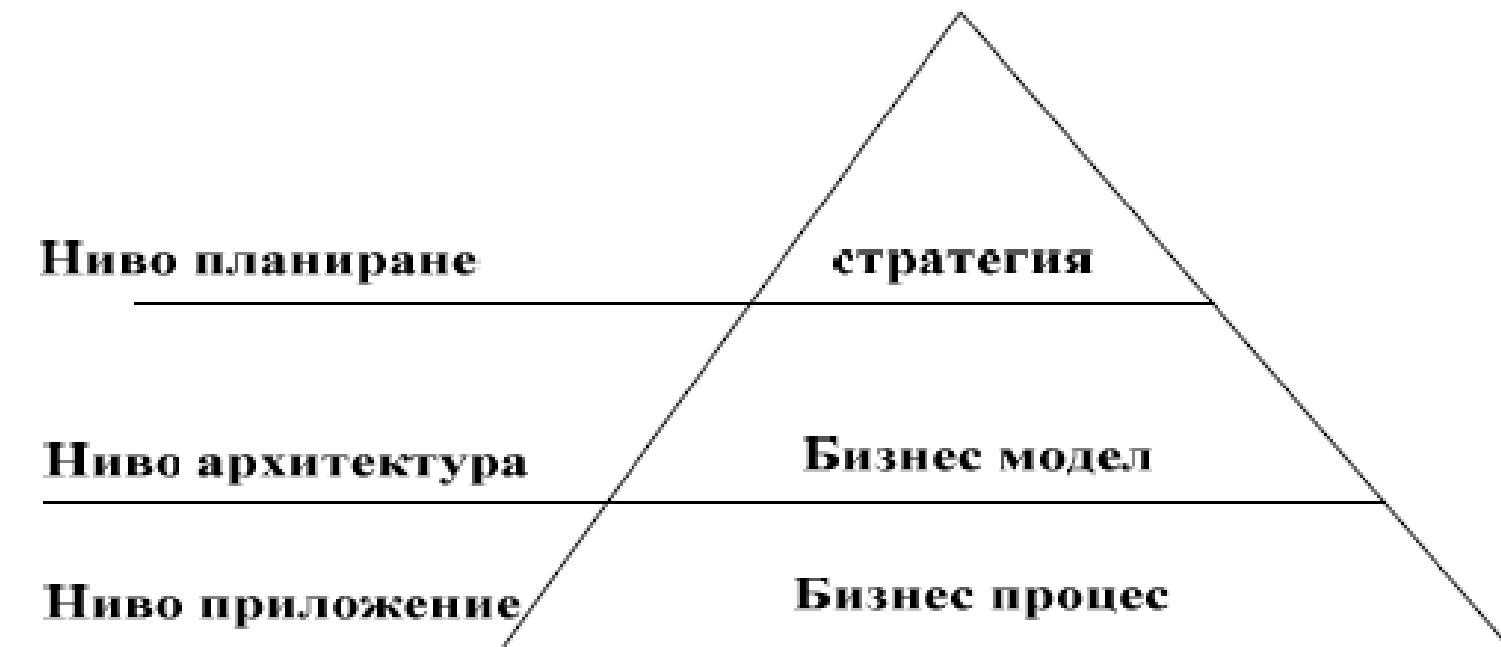 Ниво планиране стратегия
Ниво архитектура Бизнес модел
Ниво приложение Бизнес процес